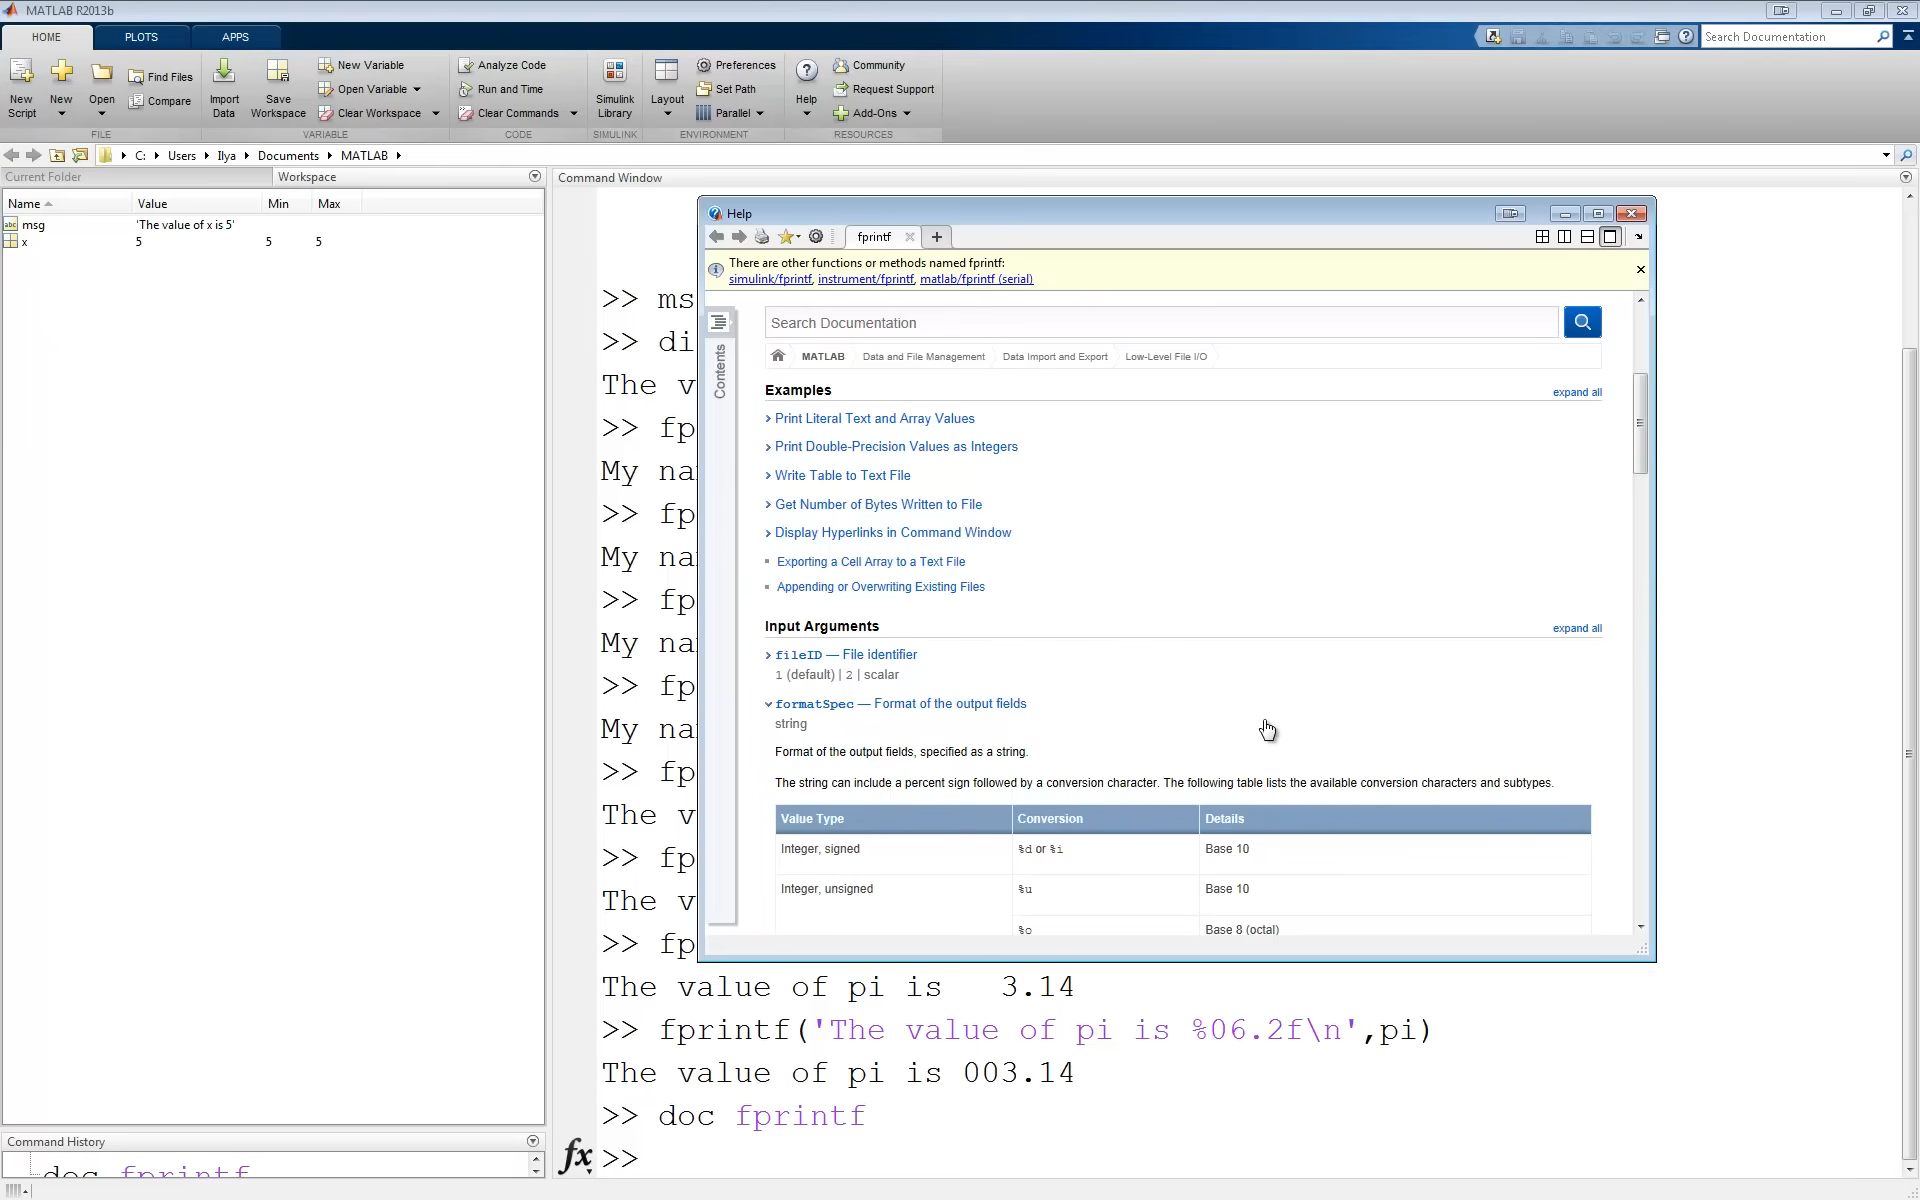 MATLAB R2013b
HOME PLOTS APPS
Search Documentation
New Script
New
Open
Find Files
Compare
FILE
Import Data
Save Workspace
New Variable
Open Variable
Clear Workspace
VARIABLE
Analyze Code
Run and Time
Clear Commands
CODE
Simulink Library
SIMULINK
Layout
Preferences
Set Path
Parallel
ENVIRONMENT
Help
Community
Request Support
Add-Ons
RESOURCES
C: Users Ilya Documents MATLAB
Current Folder Workspace
Name Value Min Max
abc msg 'The value of x is 5'
x 5 5 5
Command History
doc fprintf
Command Window
>> ms
>> di
The v
>> fp
My na
>> fp
My na
>> fp
My na
>> fp
My na
>> fp
The v
>> fp
The v
>> fp
The value of pi is   3.14
>> fprintf('The value of pi is %06.2f\n',pi)
The value of pi is 003.14
>> doc fprintf
fx >>
Help
fprintf
There are other functions or methods named fprintf:
simulink/fprintf, instrument/fprintf, matlab/fprintf (serial)
Contents
Search Documentation
MATLAB Data and File Management Data Import and Export Low-Level File I/O
Examples expand all
Print Literal Text and Array Values
Print Double-Precision Values as Integers
Write Table to Text File
Get Number of Bytes Written to File
Display Hyperlinks in Command Window
Exporting a Cell Array to a Text File
Appending or Overwriting Existing Files
Input Arguments expand all
fileID — File identifier
1 (default) | 2 | scalar
formatSpec — Format of the output fields
string
Format of the output fields, specified as a string.
The string can include a percent sign followed by a conversion character. The following table lists the available conversion characters and subtypes.
Value Type Conversion Details
Integer, signed %d or %i Base 10
Integer, unsigned %u Base 10
%o Base 8 (octal)